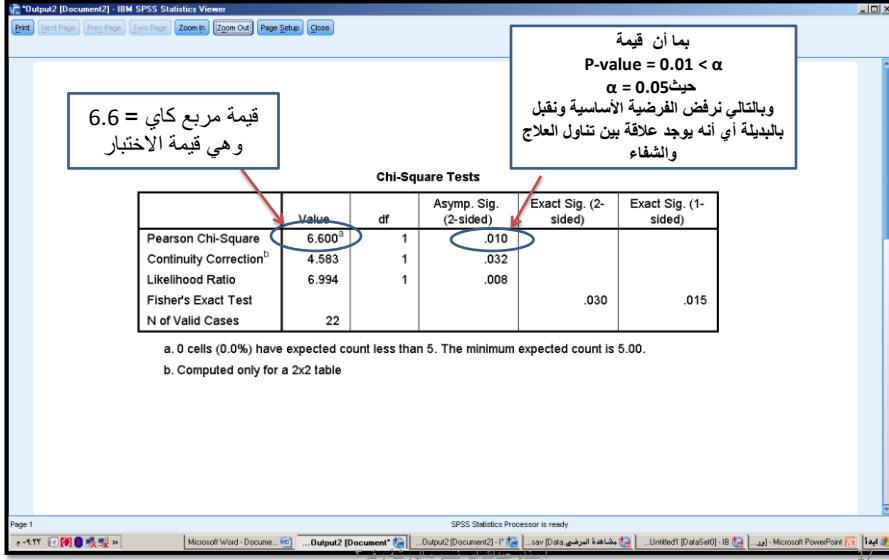 *Output2 [Document2] - IBM SPSS Statistics Viewer
Print Next Page Prev Page Two Page Zoom In Zoom Out Page Setup Close
بما أن قيمة
P-value = 0.01 < α
حيث α = 0.05
وبالتالي نرفض الفرضية الأساسية ونقبل
بالبديلة أي أنه يوجد علاقة بين تناول العلاج
والشفاء
قيمة مربع كاي = 6.6
وهي قيمة الاختبار
Chi-Square Tests
Value df Asymp. Sig. (2-sided) Exact Sig. (2-sided) Exact Sig. (1-sided)
Pearson Chi-Square 6.600a 1 .010
Continuity Correctionb 4.583 1 .032
Likelihood Ratio 6.994 1 .008
Fisher's Exact Test .030 .015
N of Valid Cases 22
a. 0 cells (0.0%) have expected count less than 5. The minimum expected count is 5.00.
b. Computed only for a 2x2 table
Page 1
SPSS Statistics Processor is ready
Microsoft Word - Docume... ...Output2 [Document* ...Output2 [Document2] - I* ...sav [Data مشاهدة المرضى ...Untitled1 [DataSet0] - IB Microsoft PowerPoint ابدأ